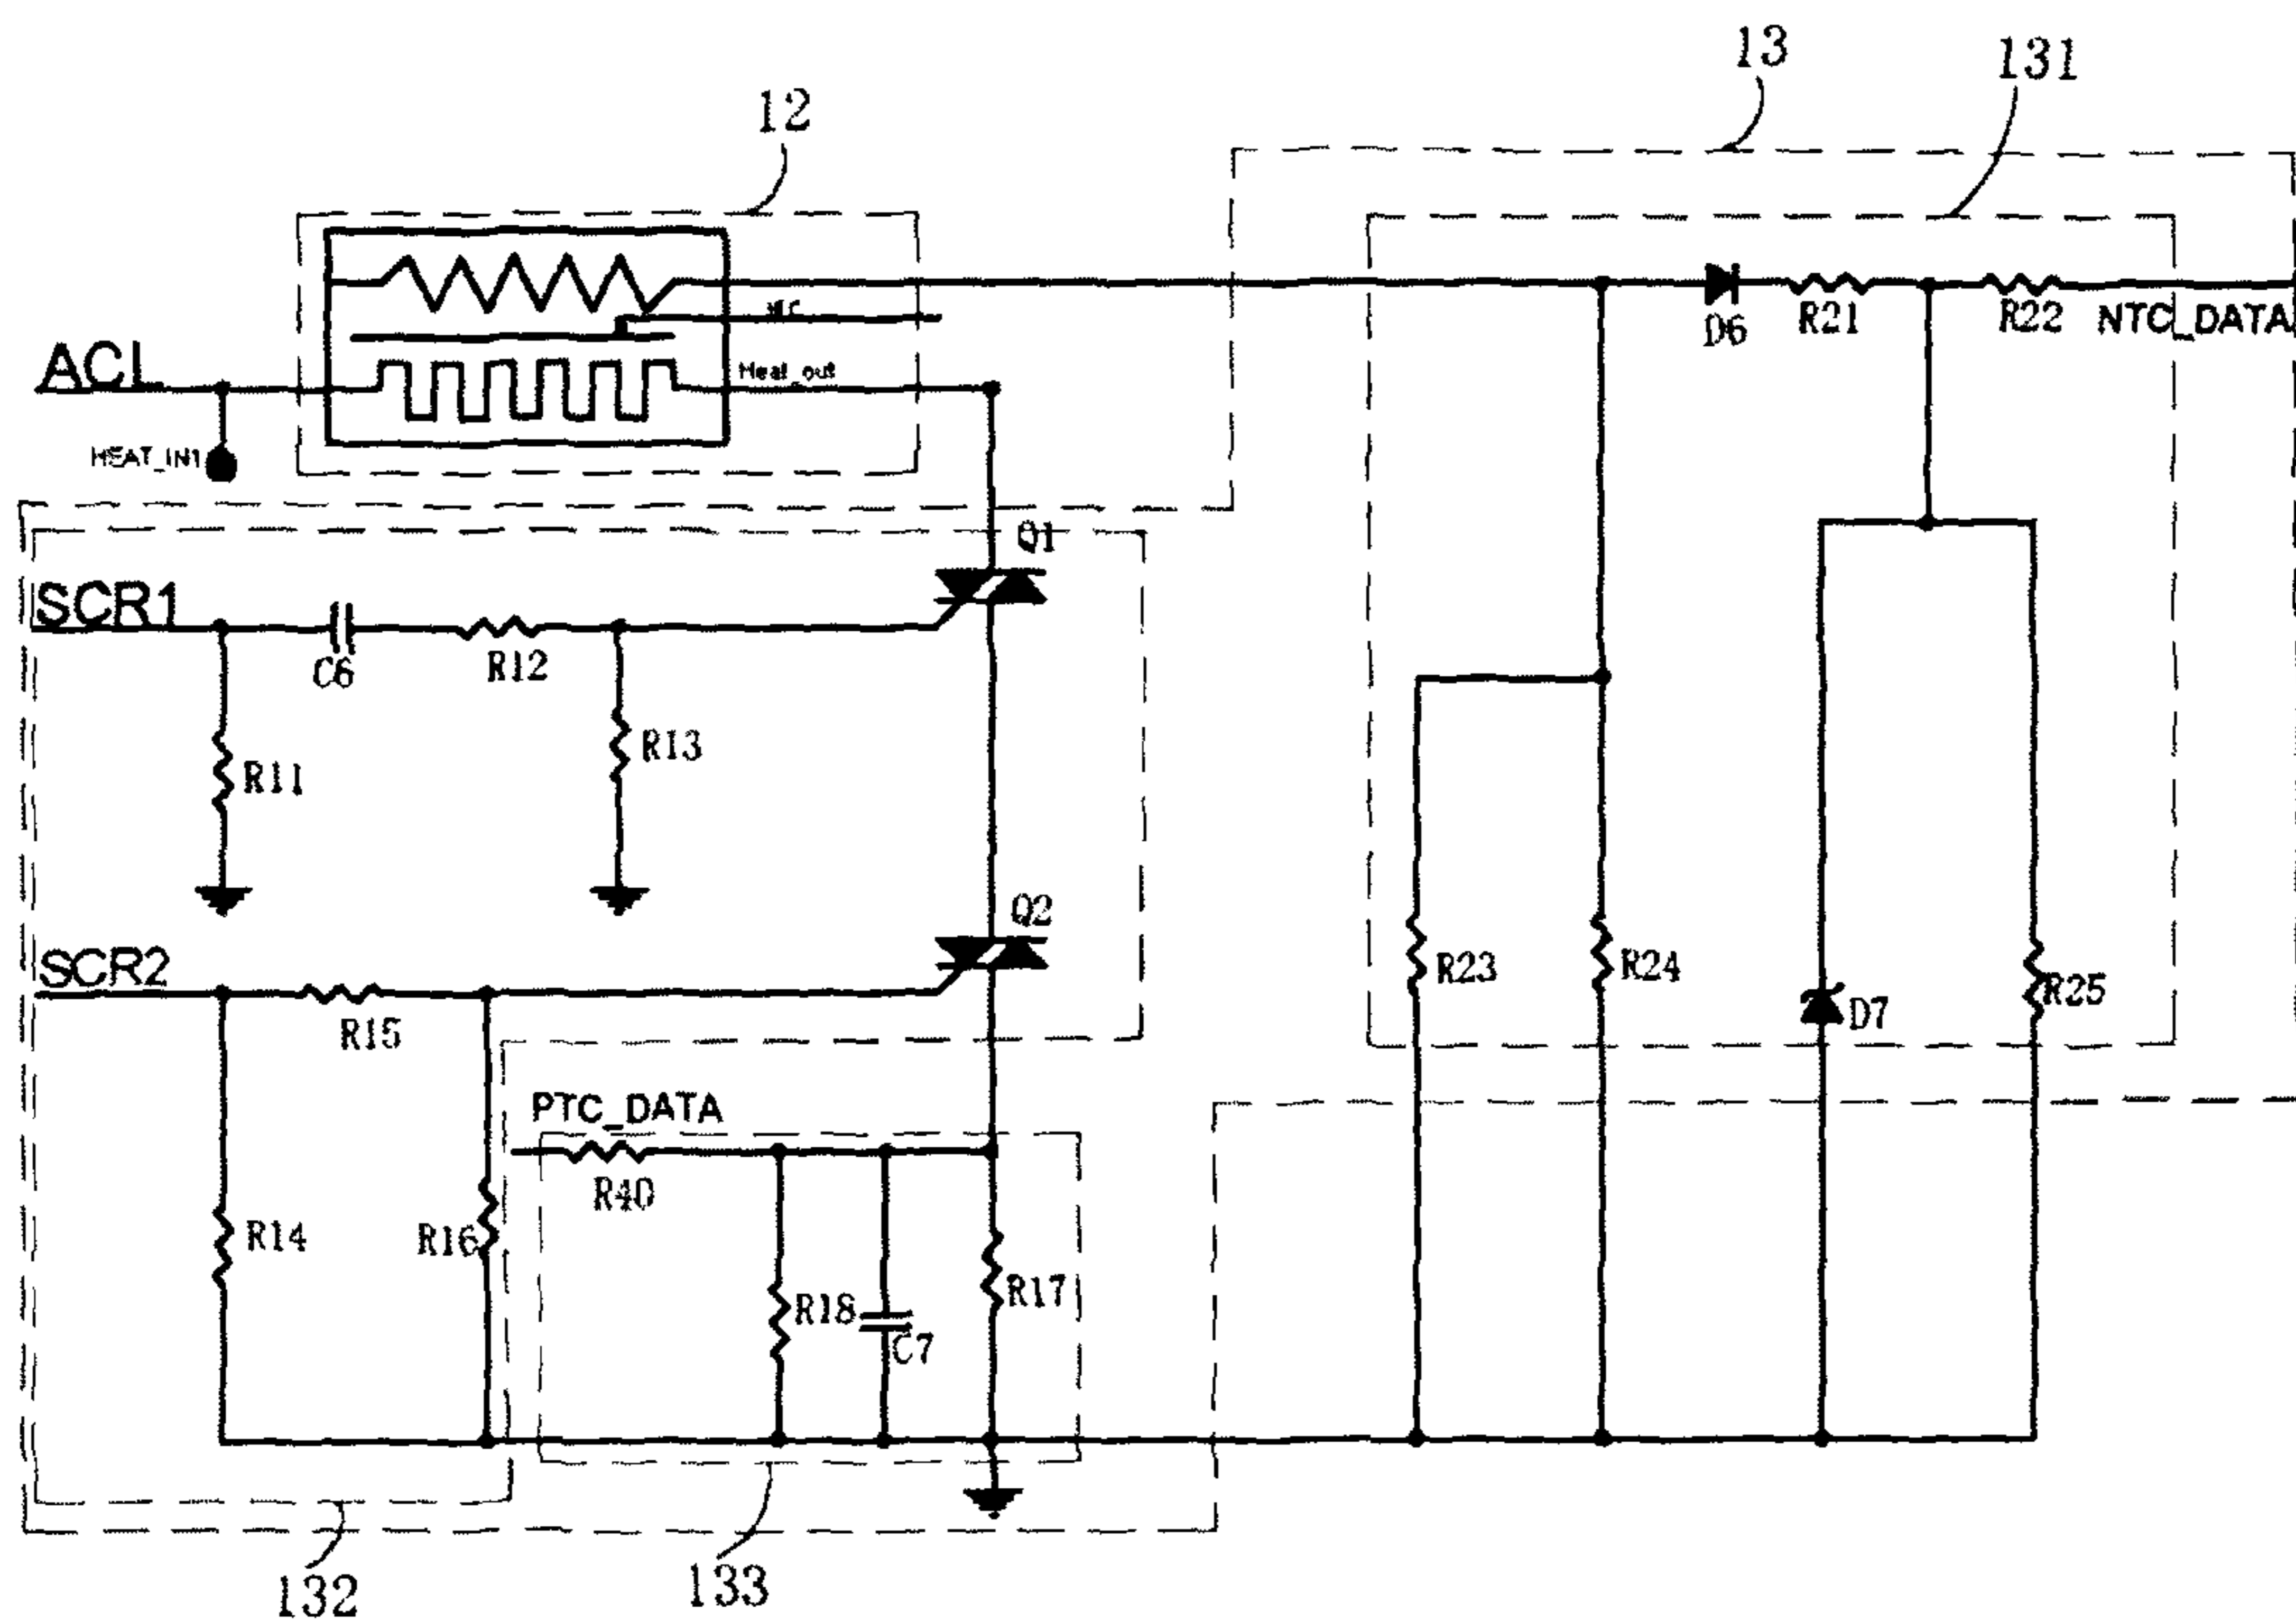 13
131
12
D6
R21
R22
NTC_DATA
ACL
Heat_out
HEAT_IN1
Q1
SCR1
C6
R12
R13
R11
Q2
SCR2
R15
R23
R24
D7
R25
PTC_DATA
R40
R14
R16
R18
C7
R17
132
133